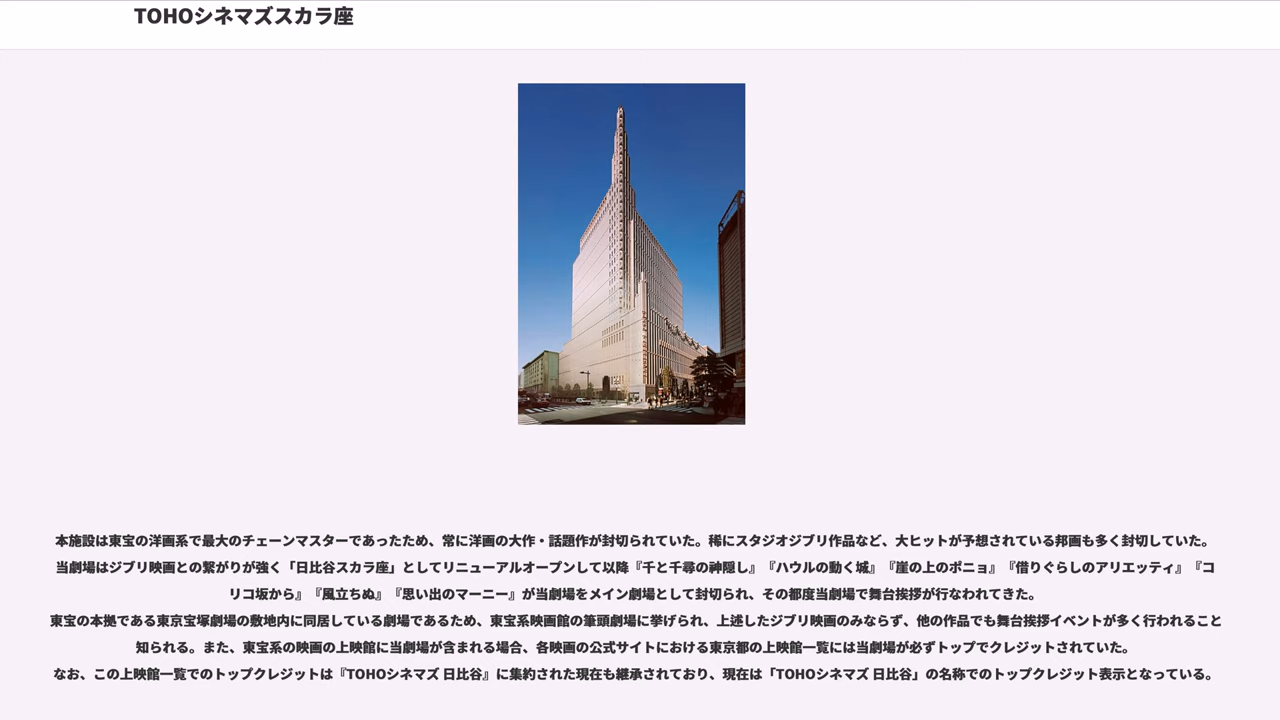 TOHOシネマズスカラ座
本施設は東宝の洋画系で最大のチェーンマスターであったため、常に洋画の大作・話題作が封切られていた。稀にスタジオジブリ作品など、大ヒットが予想されている邦画も多く封切していた。
当劇場はジブリ映画との繋がりが強く「日比谷スカラ座」としてリニューアルオープンして以降『千と千尋の神隠し』『ハウルの動く城』『崖の上のポニョ』『借りぐらしのアリエッティ』『コ
リコ坂から』『風立ちぬ』『思い出のマーニー』が当劇場をメイン劇場として封切られ、その都度当劇場で舞台挨拶が行なわれてきた。
東宝の本拠である東京宝塚劇場の敷地内に同居している劇場であるため、東宝系映画館の筆頭劇場に挙げられ、上述したジブリ映画のみならず、他の作品でも舞台挨拶イベントが多く行われること
知られる。また、東宝系の映画の上映館に当劇場が含まれる場合、各映画の公式サイトにおける東京都の上映館一覧には当劇場が必ずトップでクレジットされていた。
なお、この上映館一覧でのトップクレジットは『TOHOシネマズ 日比谷』に集約された現在も継承されており、現在は「TOHOシネマズ 日比谷」の名称でのトップクレジット表示となっている。